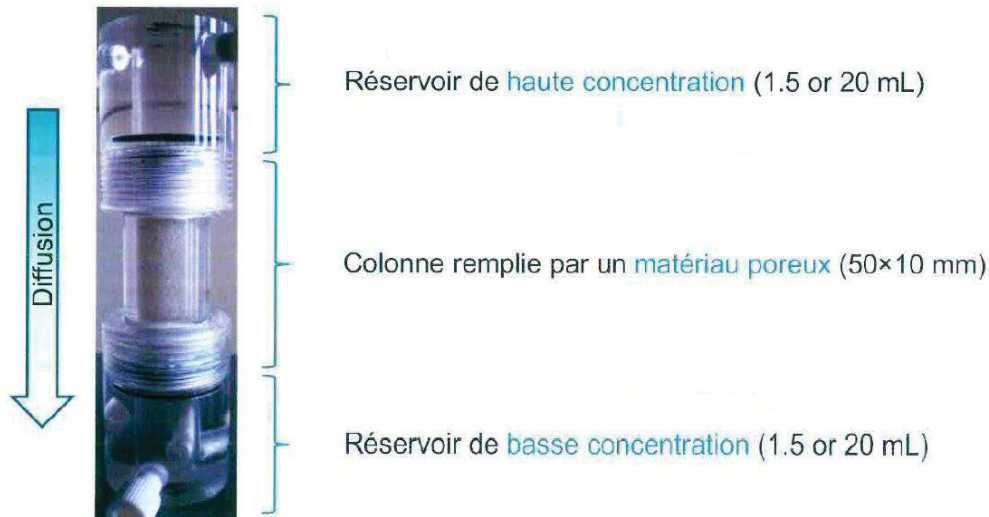 Réservoir de haute concentration (1.5 or 20 mL)
Diffusion
Colonne remplie par un matériau poreux (50×10 mm)
Réservoir de basse concentration (1.5 or 20 mL)